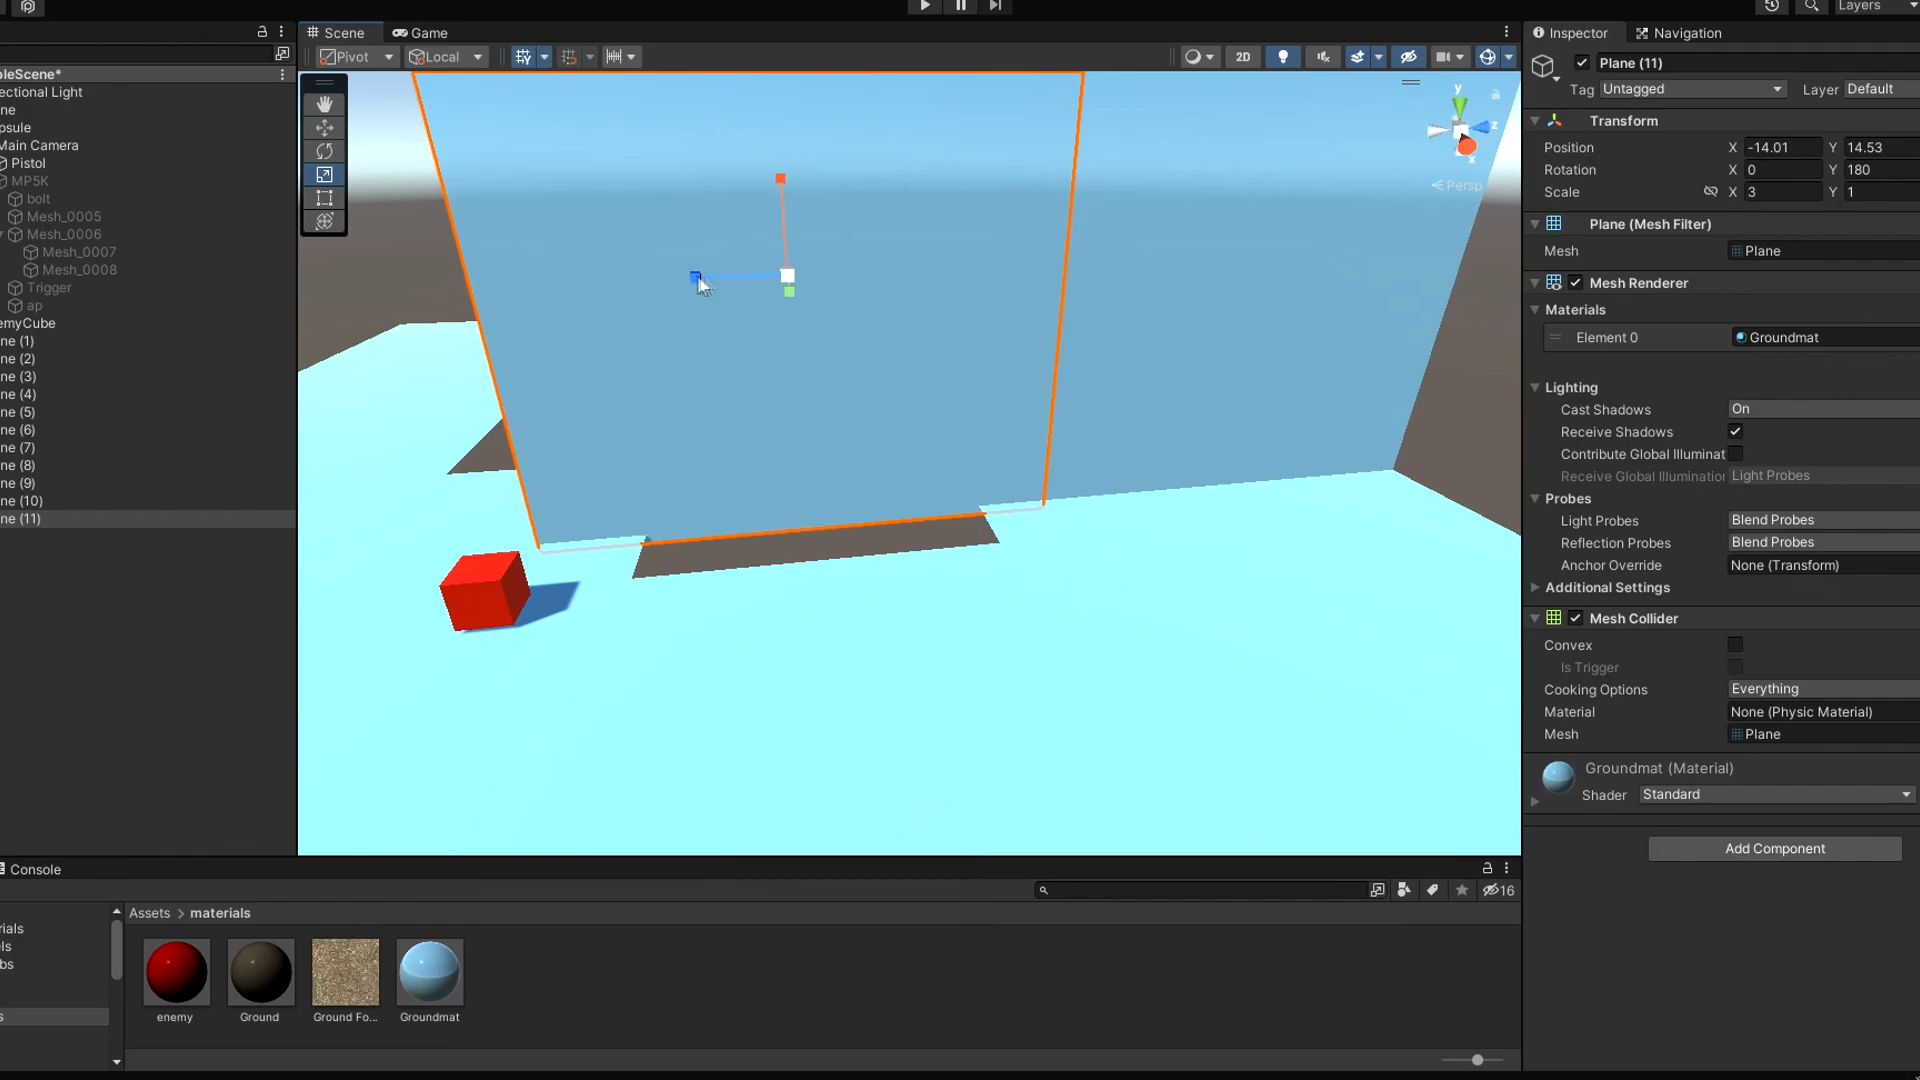 Layers
Scene
Game
Inspector
Navigation
Pivot
Local
2D
Plane (11)
Tag
Untagged
Layer
Default
bleScene*
ectional Light
ne
psule
Main Camera
Pistol
MP5K
bolt
Mesh_0005
Mesh_0006
Mesh_0007
Mesh_0008
Trigger
ap
emyCube
ne (1)
ne (2)
ne (3)
ne (4)
ne (5)
ne (6)
ne (7)
ne (8)
ne (9)
ne (10)
ne (11)
y
z
x
Persp
Transform
Position
X
-14.01
Y
14.53
Rotation
X
0
Y
180
Scale
X
3
Y
1
Plane (Mesh Filter)
Mesh
Plane
Mesh Renderer
Materials
Element 0
Groundmat
Lighting
Cast Shadows
On
Receive Shadows
Contribute Global Illuminat
Receive Global Illumination
Light Probes
Probes
Light Probes
Blend Probes
Reflection Probes
Blend Probes
Anchor Override
None (Transform)
Additional Settings
Mesh Collider
Convex
Is Trigger
Cooking Options
Everything
Material
None (Physic Material)
Mesh
Plane
Groundmat (Material)
Shader
Standard
Add Component
Console
16
Assets > materials
rials
ls
bs
s
enemy
Ground
Ground Fo...
Groundmat